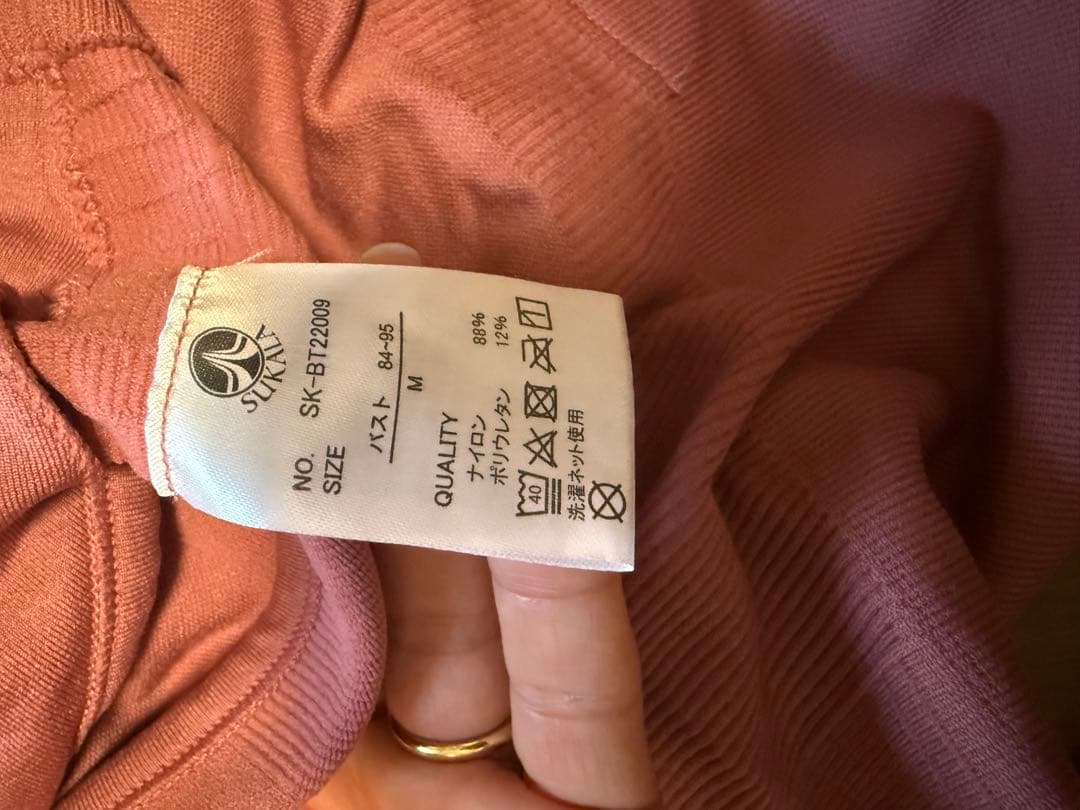 SUKALT
NO. SK-BT22009
SIZE
バスト 84~95
M
QUALITY
ナイロン 88%
ポリウレタン 12%
40
洗濯ネット使用